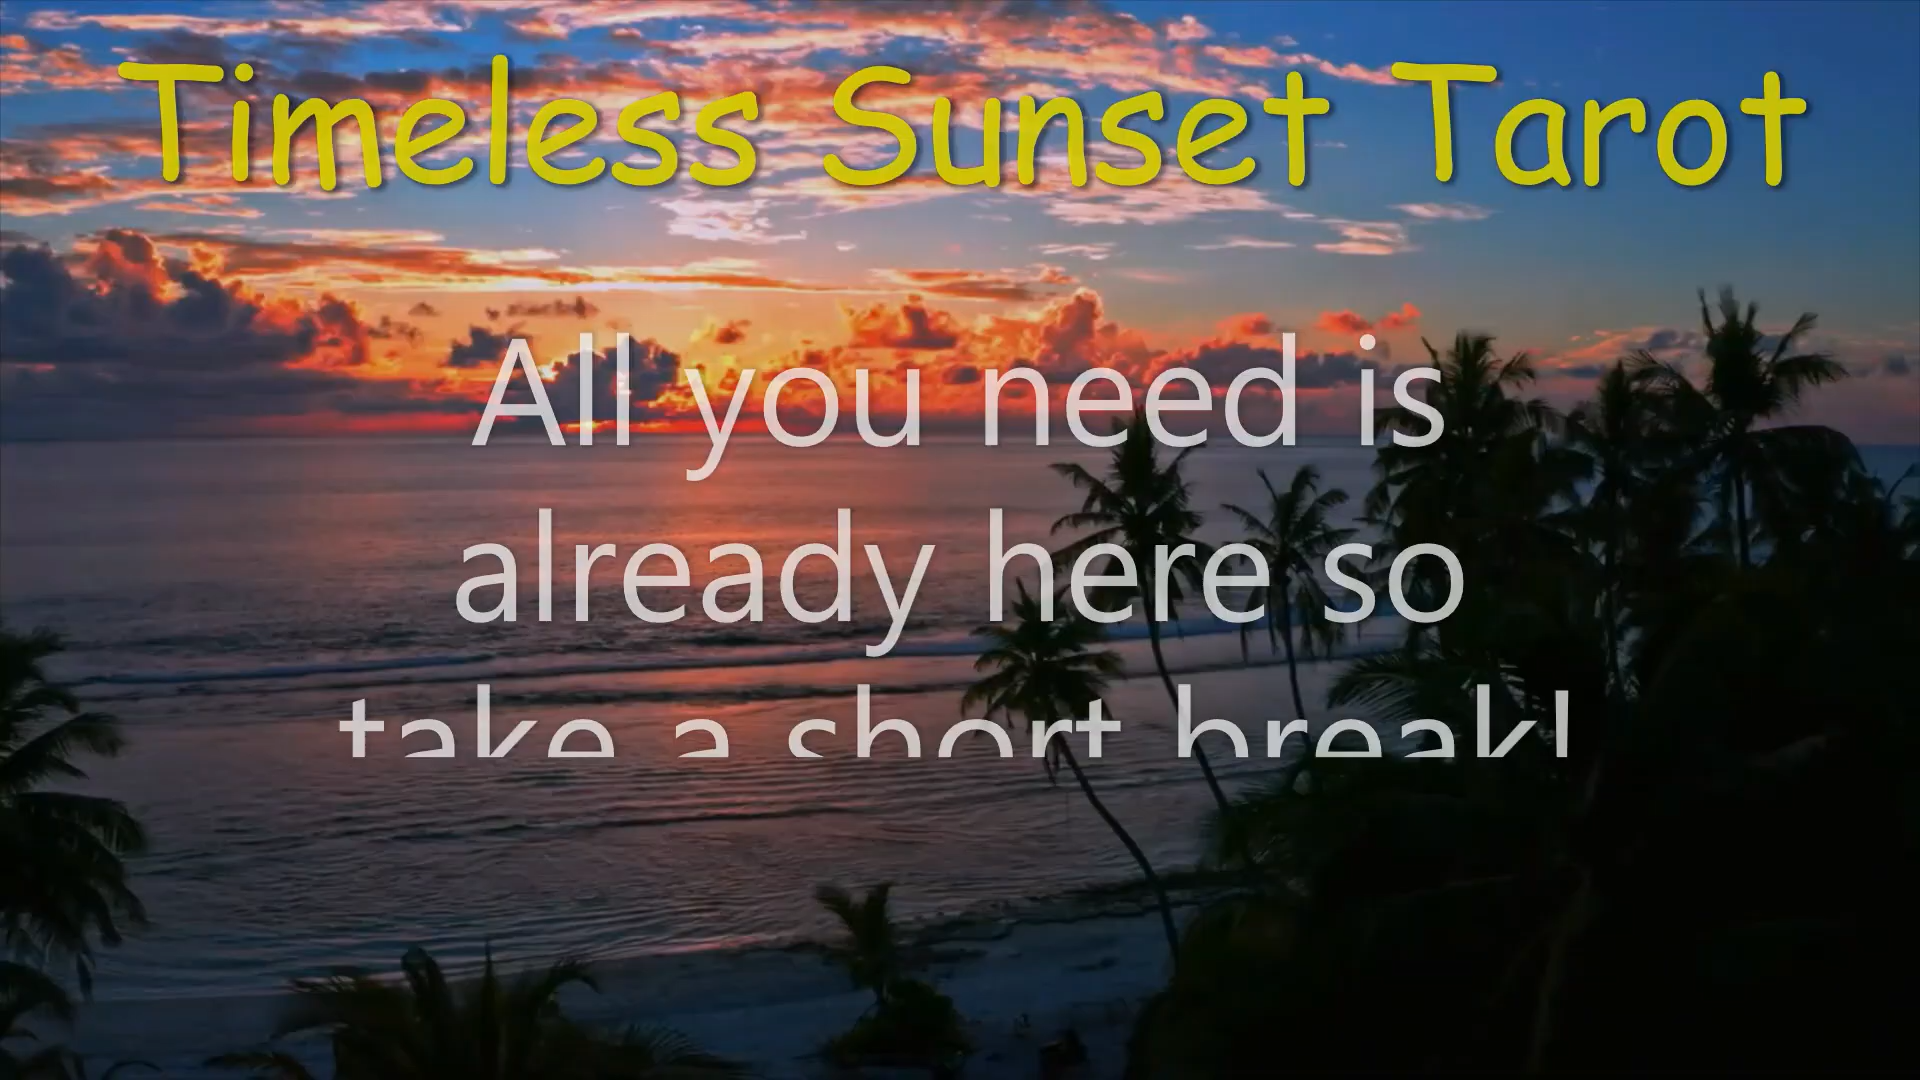 Timeless Sunset Tarot
All you need is
already here so
take a short break!